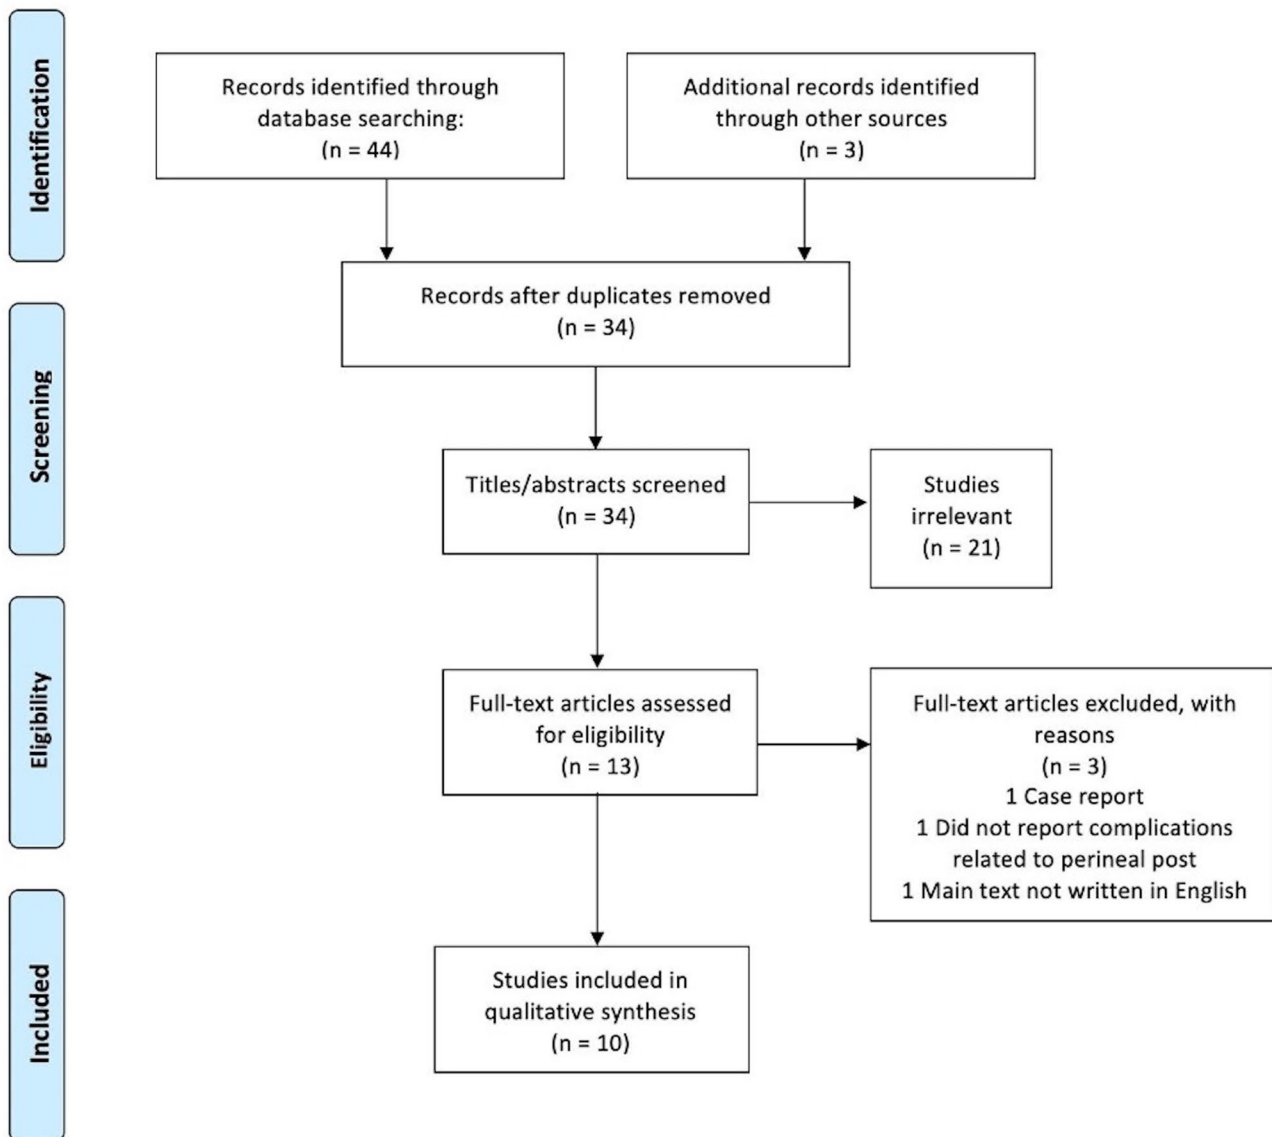 Identification
Records identified through
database searching:
(n = 44)
Additional records identified
through other sources
(n = 3)
Records after duplicates removed
(n = 34)
Screening
Titles/abstracts screened
(n = 34)
Studies
irrelevant
(n = 21)
Eligibility
Full-text articles assessed
for eligibility
(n = 13)
Full-text articles excluded, with
reasons
(n = 3)
1 Case report
1 Did not report complications
related to perineal post
1 Main text not written in English
Included
Studies included in
qualitative synthesis
(n = 10)